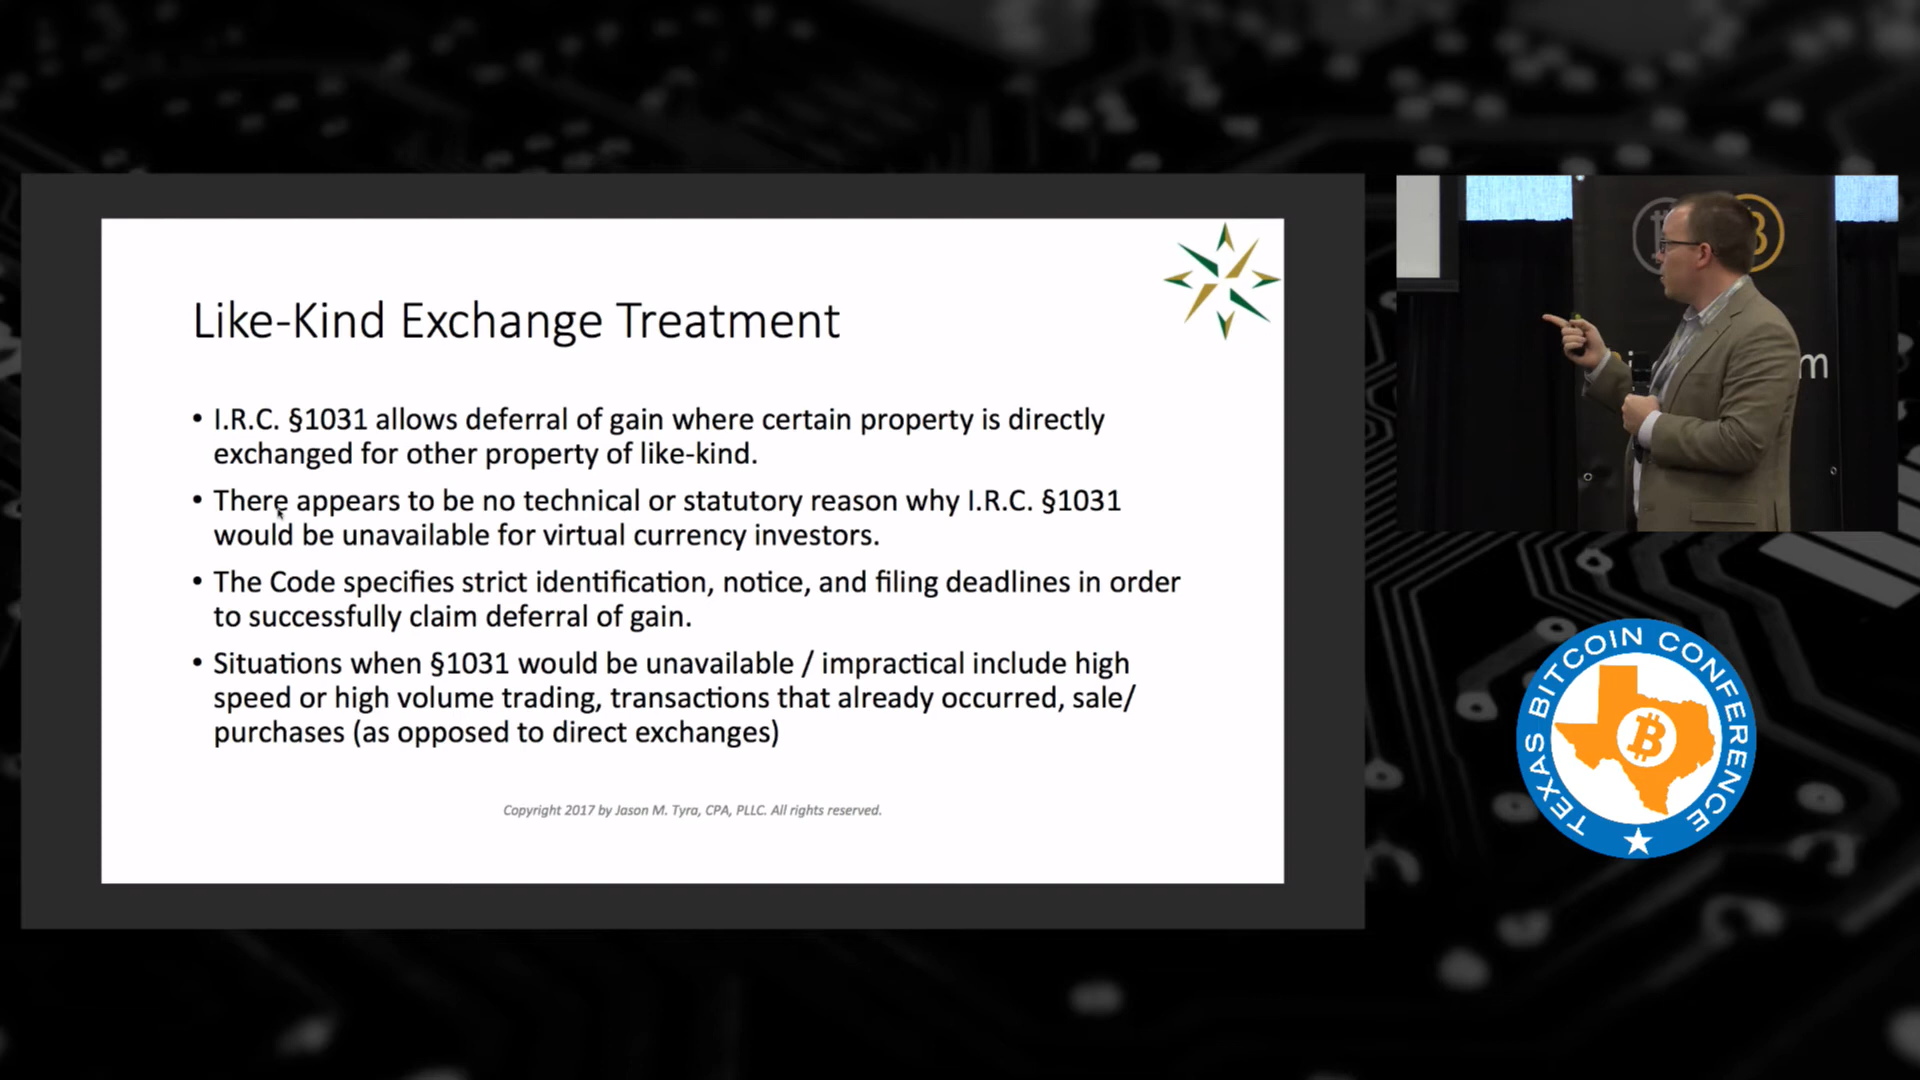 Like-Kind Exchange Treatment
• I.R.C. §1031 allows deferral of gain where certain property is directly
exchanged for other property of like-kind.
• There appears to be no technical or statutory reason why I.R.C. §1031
would be unavailable for virtual currency investors.
• The Code specifies strict identification, notice, and filing deadlines in order
to successfully claim deferral of gain.
• Situations when §1031 would be unavailable / impractical include high
speed or high volume trading, transactions that already occurred, sale/
purchases (as opposed to direct exchanges)
Copyright 2017 by Jason M. Tyra, CPA, PLLC. All rights reserved.
TEXAS BITCOIN CONFERENCE